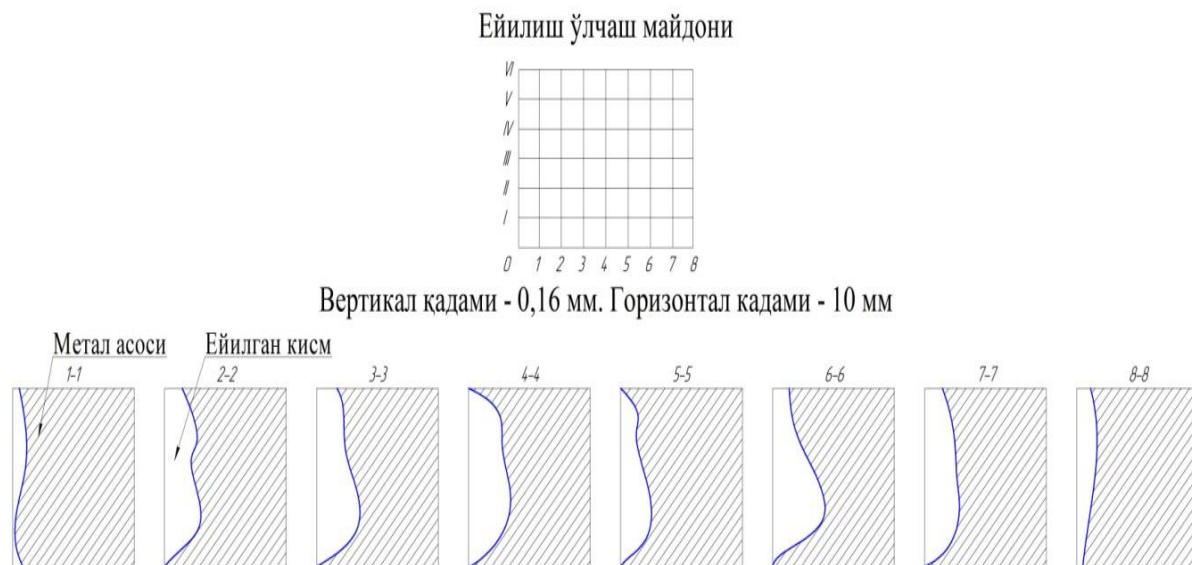 Ейилиш ўлчаш майдони
VI
V
IV
III
II
I
0 1 2 3 4 5 6 7 8
Вертикал қадами - 0,16 мм. Горизонтал кадами - 10 мм
Метал асоси
Ейилган кисм
1-1 2-2 3-3 4-4 5-5 6-6 7-7 8-8